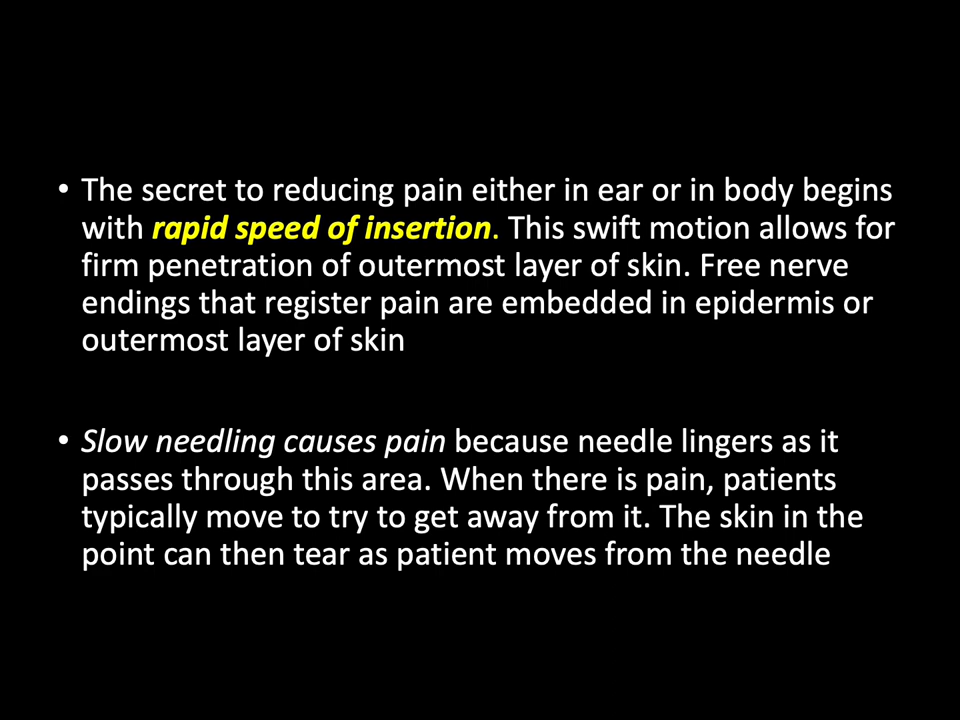 • The secret to reducing pain either in ear or in body begins
with rapid speed of insertion. This swift motion allows for
firm penetration of outermost layer of skin. Free nerve
endings that register pain are embedded in epidermis or
outermost layer of skin
• Slow needling causes pain because needle lingers as it
passes through this area. When there is pain, patients
typically move to try to get away from it. The skin in the
point can then tear as patient moves from the needle